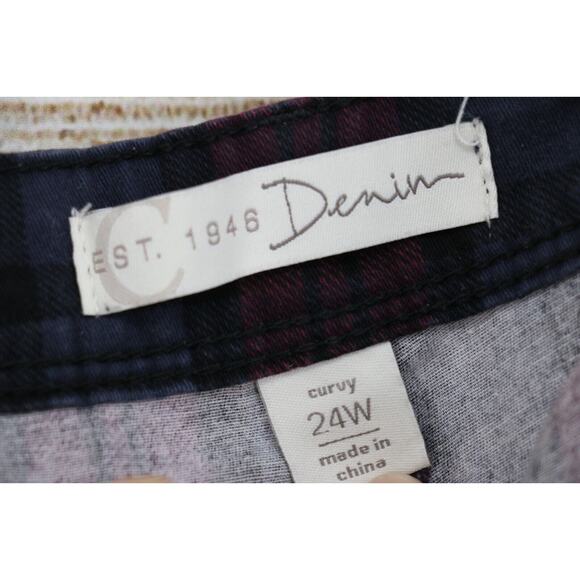 C
EST. 1946 Denim
curvy
24W
made in
china